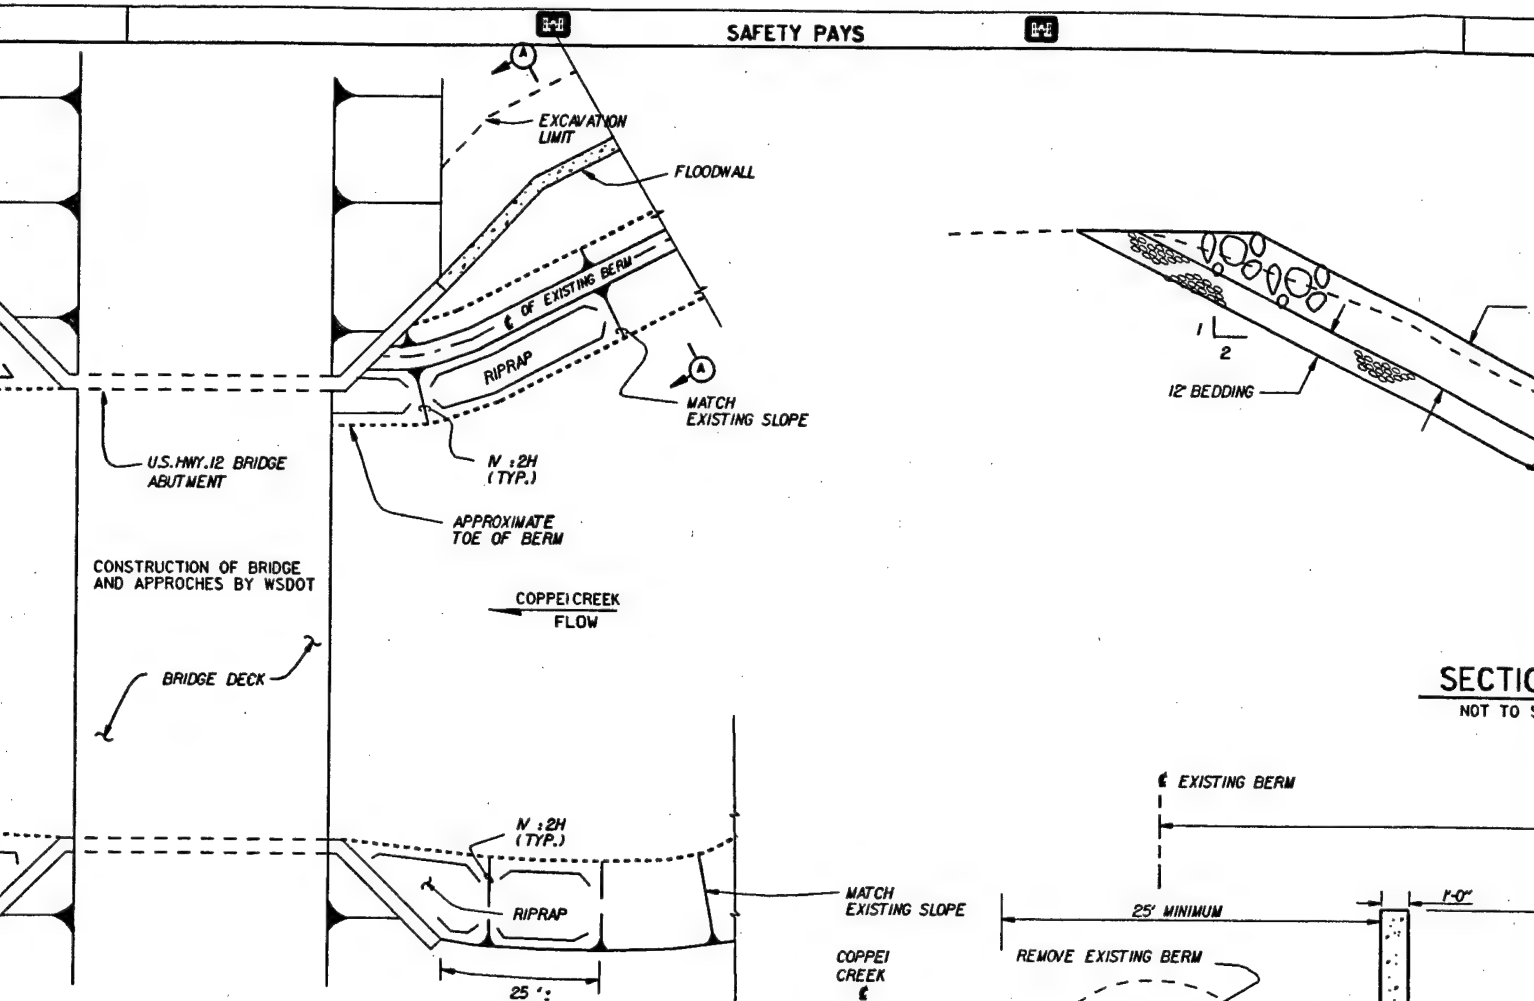 SAFETY PAYS
A
EXCAVATION
LIMIT
FLOODWALL
℄ OF EXISTING BERM
RIPRAP
A
MATCH
EXISTING SLOPE
1V : 2H
(TYP.)
U.S. HWY. 12 BRIDGE
ABUTMENT
APPROXIMATE
TOE OF BERM
CONSTRUCTION OF BRIDGE
AND APPROCHES BY WSDOT
COPPEI CREEK
FLOW
BRIDGE DECK
1
2
12" BEDDING
SECTIO
NOT TO S
℄ EXISTING BERM
1V : 2H
(TYP.)
RIPRAP
MATCH
EXISTING SLOPE
25' MINIMUM
1'-0"
COPPEI
CREEK
℄
REMOVE EXISTING BERM
25 '±